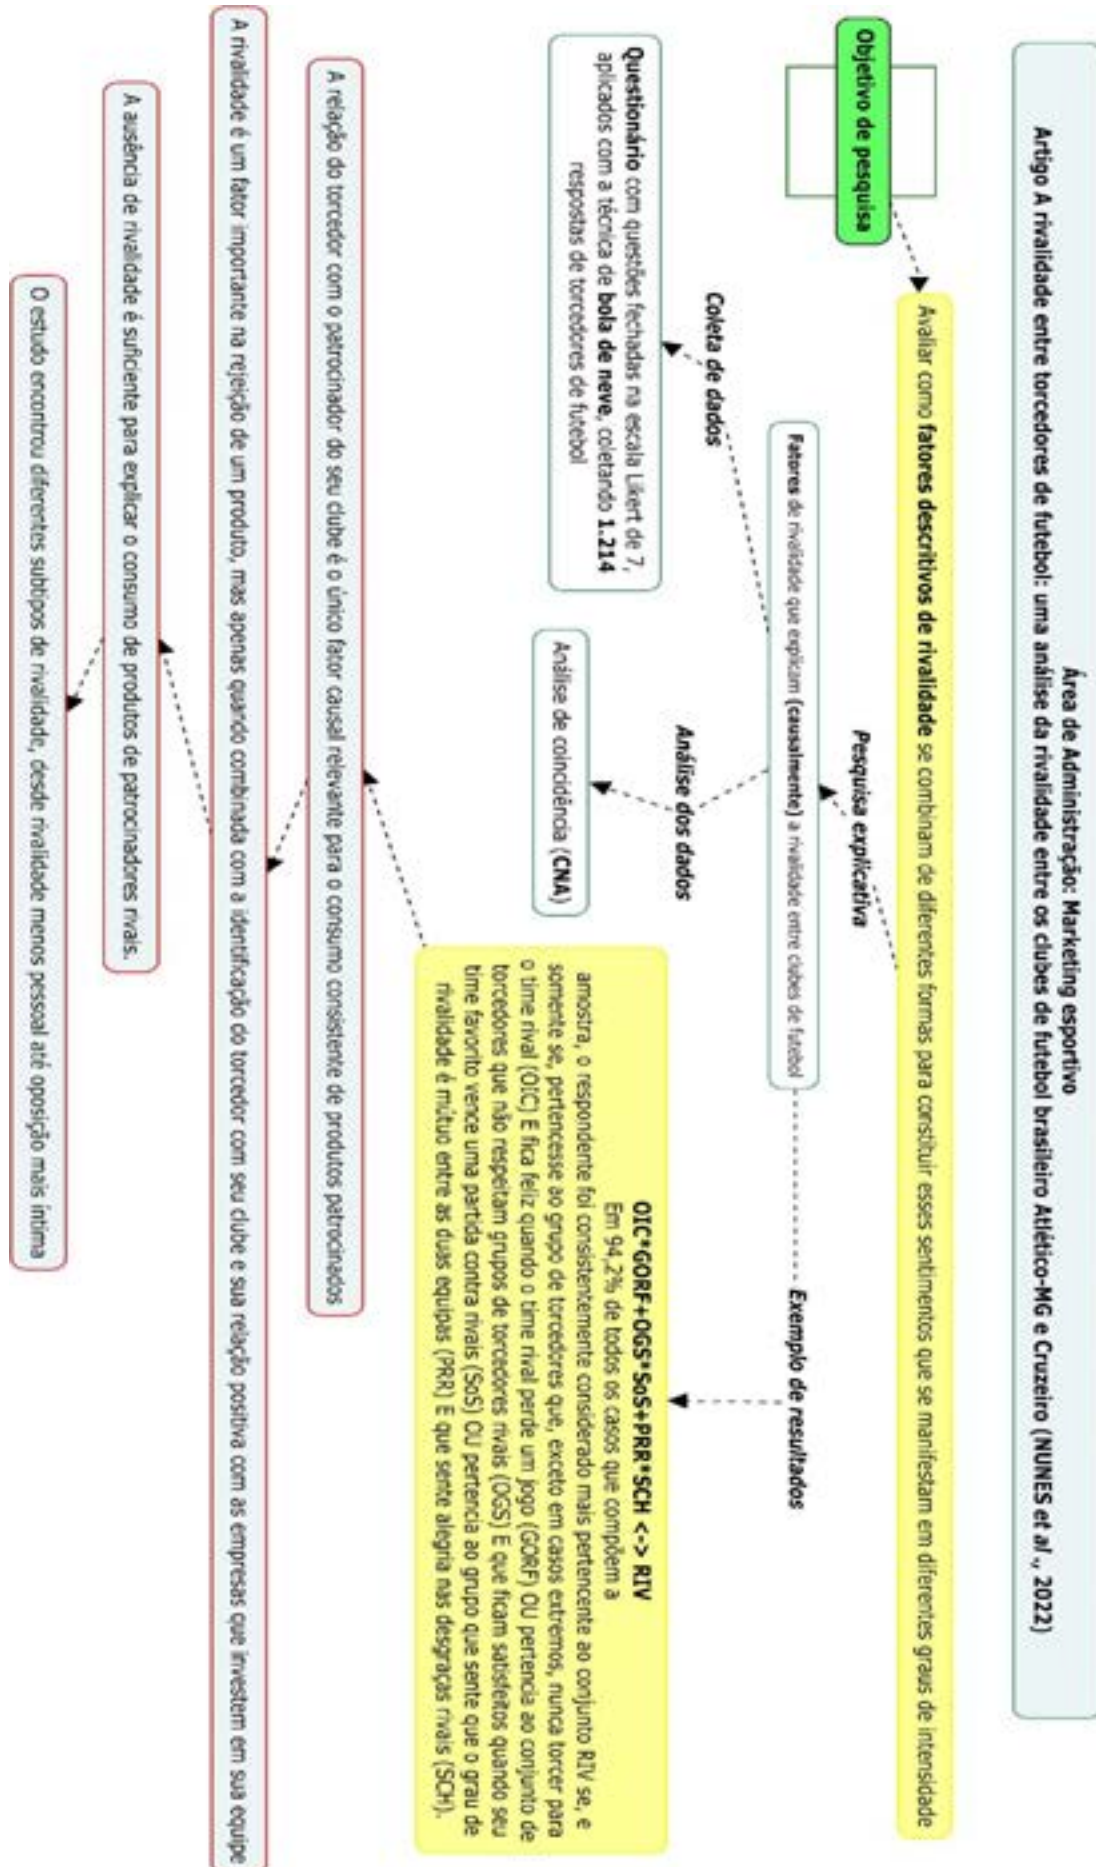 Área de Administração: Marketing esportivo
Artigo A rivalidade entre torcedores de futebol: uma análise da rivalidade entre os clubes de futebol brasileiro Atlético-MG e Cruzeiro (NUNES et al., 2022)
Objetivo de pesquisa
Avaliar como fatores descritivos de rivalidade se combinam de diferentes formas para constituir esses sentimentos que se manifestam em diferentes graus de intensidade
Pesquisa explicativa
Fatores de rivalidade que explicam (causalmente) a rivalidade entre clubes de futebol
Coleta de dados
Análise dos dados
Exemplo de resultados
Questionário com questões fechadas na escala Likert de 7,
aplicados com a técnica de bola de neve, coletando 1.214
respostas de torcedores de futebol
Análise de coincidência (CNA)
OIC*GORF+OGS*SoS+PRR*SCH <-> RIV
Em 94,2% de todos os casos que compõem a
amostra, o respondente foi consistentemente considerado mais pertencente ao conjunto RIV se, e
somente se, pertencesse ao grupo de torcedores que, exceto em casos extremos, nunca torcer para
o time rival (OIC) E fica feliz quando o time rival perde um jogo (GORF) OU pertencia ao conjunto de
torcedores que não respeitam grupos de torcedores rivais (OGS) E que ficam satisfeitos quando seu
time favorito vence uma partida contra rivais (SoS) OU pertencia ao grupo que sente que o grau de
rivalidade é mútuo entre as duas equipas (PRR) E que sente alegria nas desgraças rivais (SCH).
A relação do torcedor com o patrocinador do seu clube é o único fator causal relevante para o consumo consistente de produtos patrocinados
A rivalidade é um fator importante na rejeição de um produto, mas apenas quando combinada com a identificação do torcedor com seu clube e sua relação positiva com as empresas que investem em sua equipe
A ausência de rivalidade é suficiente para explicar o consumo de produtos de patrocinadores rivais.
O estudo encontrou diferentes subtipos de rivalidade, desde rivalidade menos pessoal até oposição mais íntima